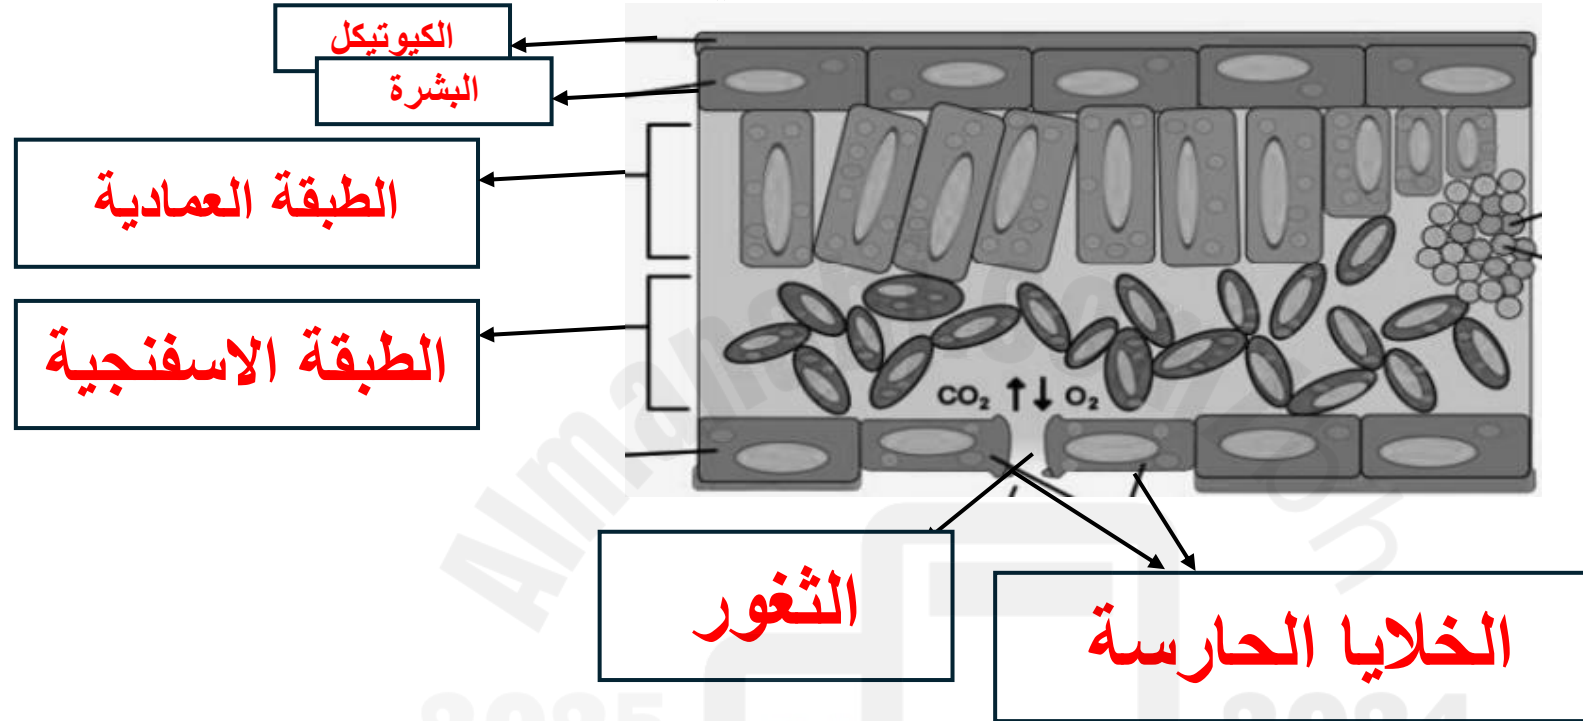 الكيوتيكل
البشرة
الطبقة العمادية
الطبقة الاسفنجية
CO₂ O₂
الثغور
الخلايا الحارسة